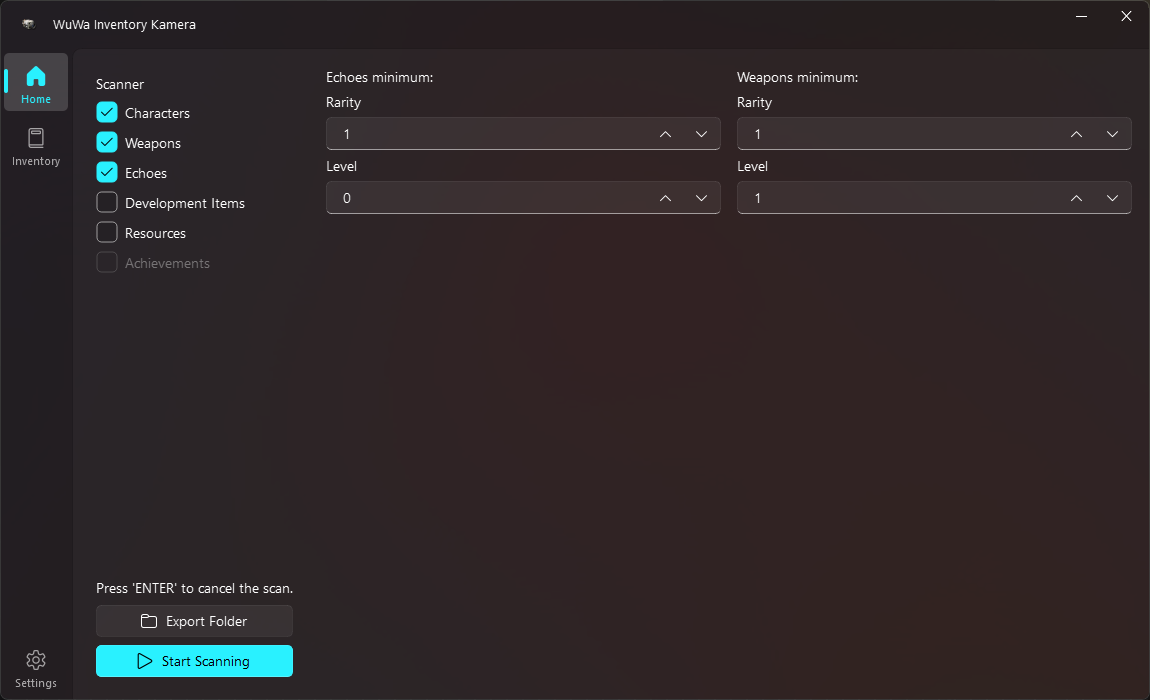 WuWa Inventory Kamera
Home
Inventory
Scanner
Characters
Weapons
Echoes
Development Items
Resources
Achievements
Echoes minimum:
Rarity
1
Level
0
Weapons minimum:
Rarity
1
Level
1
Press 'ENTER' to cancel the scan.
Export Folder
Start Scanning
Settings